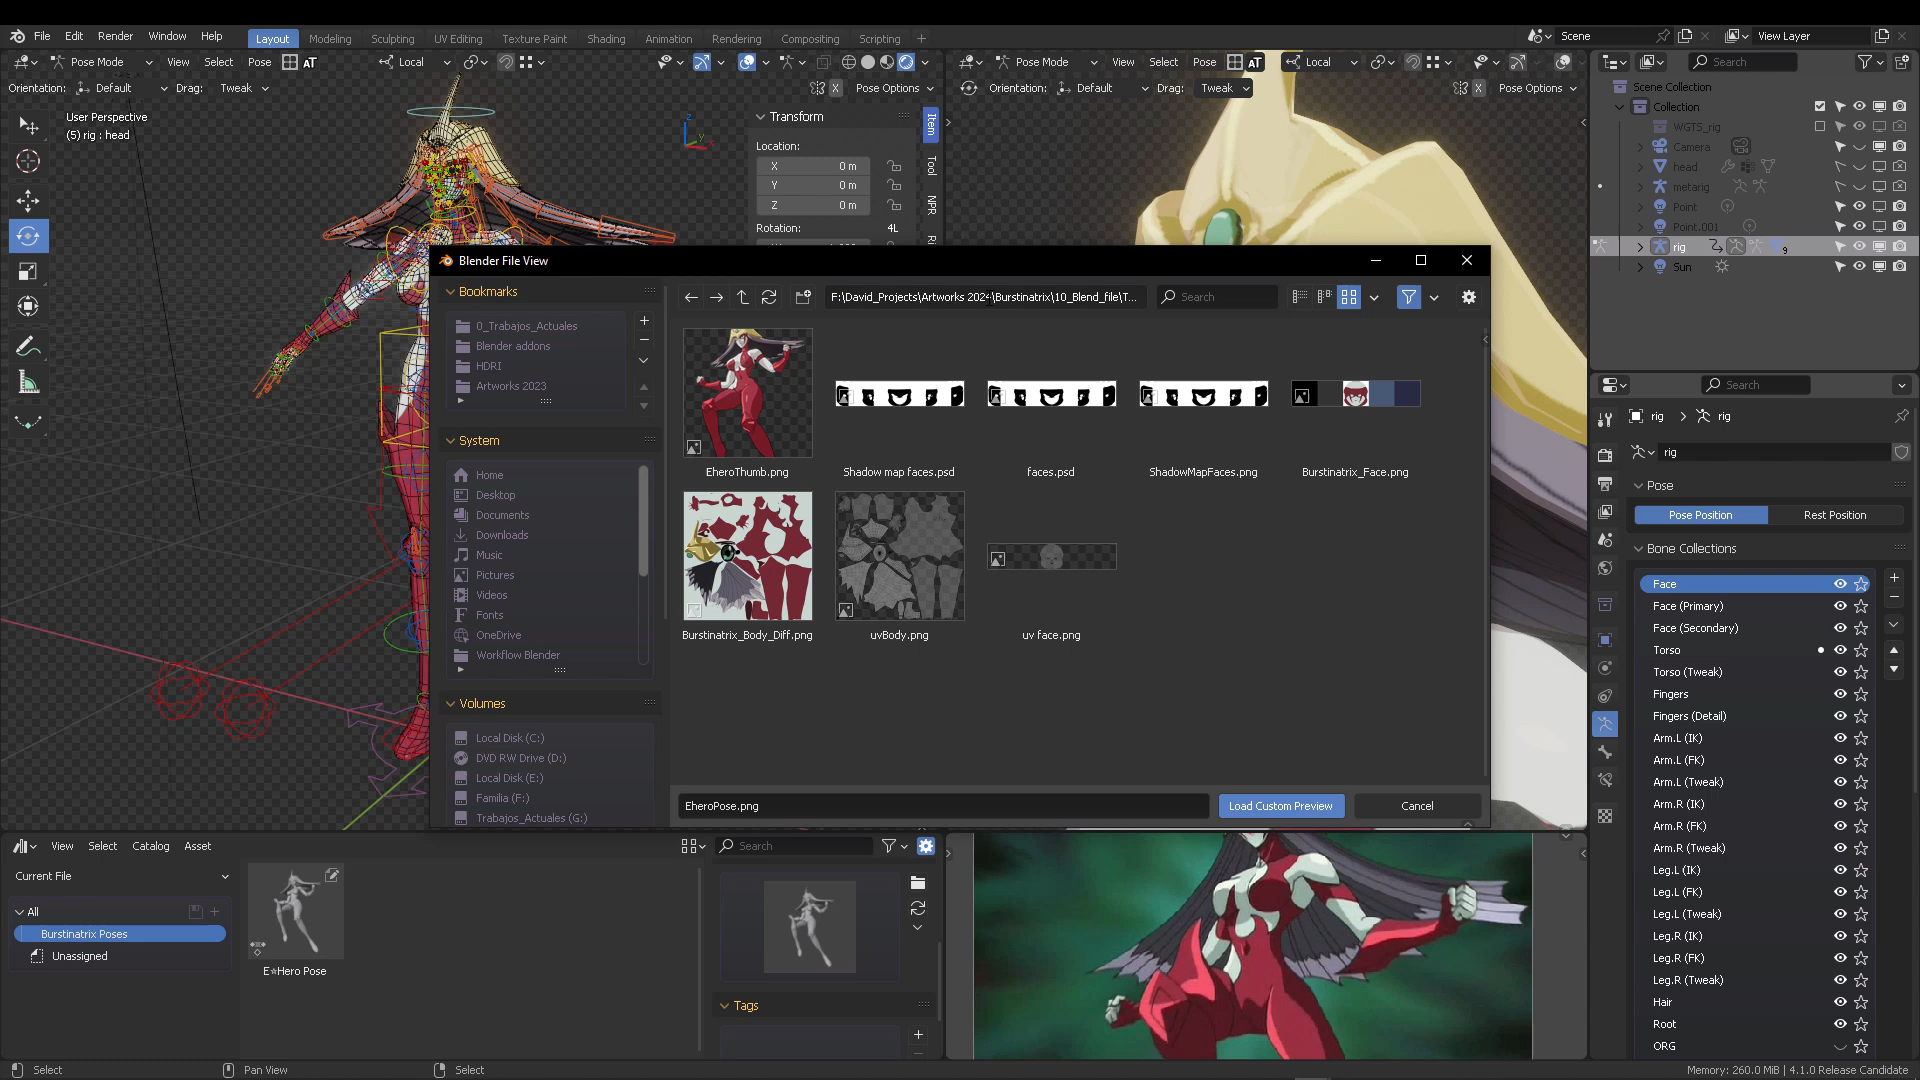 File Edit Render Window Help Layout Modeling Sculpting UV Editing Texture Paint Shading Animation Rendering Compositing Scripting Scene View Layer
Pose Mode View Select Pose AT Local Pose Mode View Select Pose AT Local Search
Orientation: Default Drag: Tweak X Pose Options Orientation: Default Drag: Tweak X Pose Options
User Perspective
(5) rig : head
Transform
Location:
X 0 m
Y 0 m
Z 0 m
Rotation: 4L
Item
Tool
NPR
Scene Collection
Collection
WGTS_rig
Camera
head
metarig
Point
Point.001
rig
Sun
Blender File View
Bookmarks
0_Trabajos_Actuales
Blender addons
HDRI
Artworks 2023
System
Home
Desktop
Documents
Downloads
Music
Pictures
Videos
Fonts
OneDrive
Workflow Blender
Volumes
Local Disk (C:)
DVD RW Drive (D:)
Local Disk (E:)
Familia (F:)
Trabajos_Actuales (G:)
F:\David_Projects\Artworks 2024\Burstinatrix\10_Blend_file\T... Search
EheroThumb.png Shadow map faces.psd faces.psd ShadowMapFaces.png Burstinatrix_Face.png
Burstinatrix_Body_Diff.png uvBody.png uv face.png
EheroPose.png Load Custom Preview Cancel
Search
rig rig
rig
Pose
Pose Position Rest Position
Bone Collections
Face
Face (Primary)
Face (Secondary)
Torso
Torso (Tweak)
Fingers
Fingers (Detail)
Arm.L (IK)
Arm.L (FK)
Arm.L (Tweak)
Arm.R (IK)
Arm.R (FK)
Arm.R (Tweak)
Leg.L (IK)
Leg.L (FK)
Leg.L (Tweak)
Leg.R (IK)
Leg.R (FK)
Leg.R (Tweak)
Hair
Root
ORG
View Select Catalog Asset Search
Current File
All
Burstinatrix Poses
Unassigned
E☆Hero Pose
Tags
Select Pan View Select Memory: 260.0 MiB | 4.1.0 Release Candidate